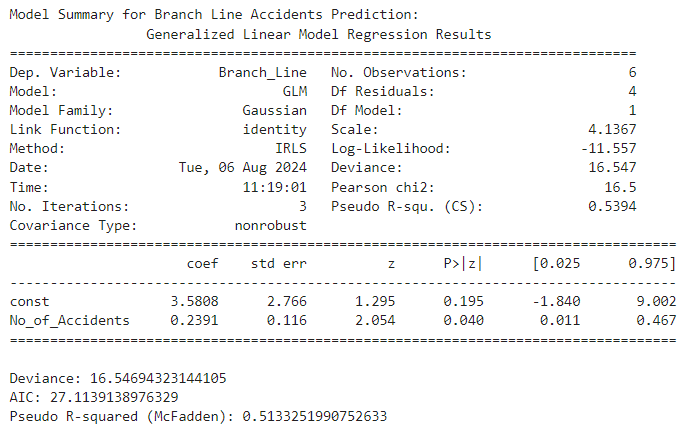 Model Summary for Branch Line Accidents Prediction:
                 Generalized Linear Model Regression Results
==============================================================================
Dep. Variable:            Branch_Line   No. Observations:                    6
Model:                            GLM   Df Residuals:                        4
Model Family:                Gaussian   Df Model:                            1
Link Function:               identity   Scale:                          4.1367
Method:                          IRLS   Log-Likelihood:                -11.557
Date:                Tue, 06 Aug 2024   Deviance:                       16.547
Time:                        11:19:01   Pearson chi2:                     16.5
No. Iterations:                     3   Pseudo R-squ. (CS):             0.5394
Covariance Type:            nonrobust
===================================================================================
                      coef    std err          z      P>|z|      [0.025      0.975]
-----------------------------------------------------------------------------------
const               3.5808      2.766      1.295      0.195      -1.840       9.002
No_of_Accidents     0.2391      0.116      2.054      0.040       0.011       0.467
===================================================================================
Deviance: 16.54694323144105
AIC: 27.1139138976329
Pseudo R-squared (McFadden): 0.5133251990752633